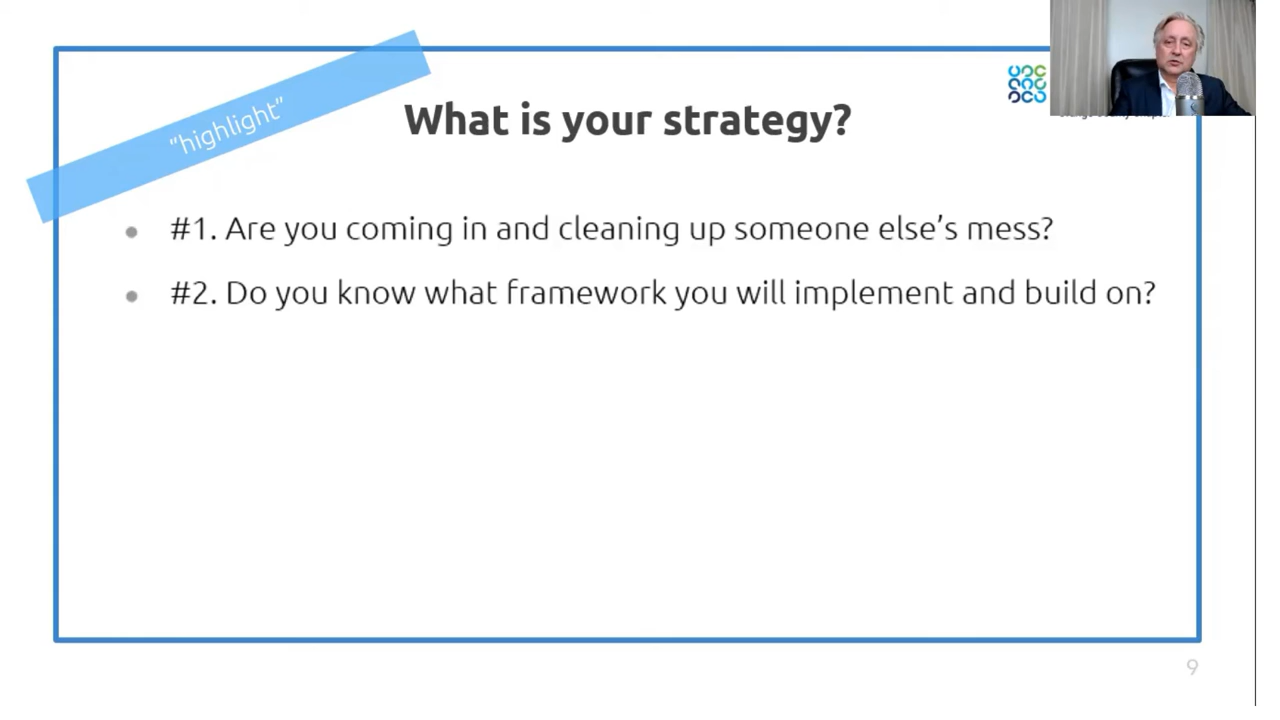 "highlight"
What is your strategy?
#1. Are you coming in and cleaning up someone else's mess?
#2. Do you know what framework you will implement and build on?
9